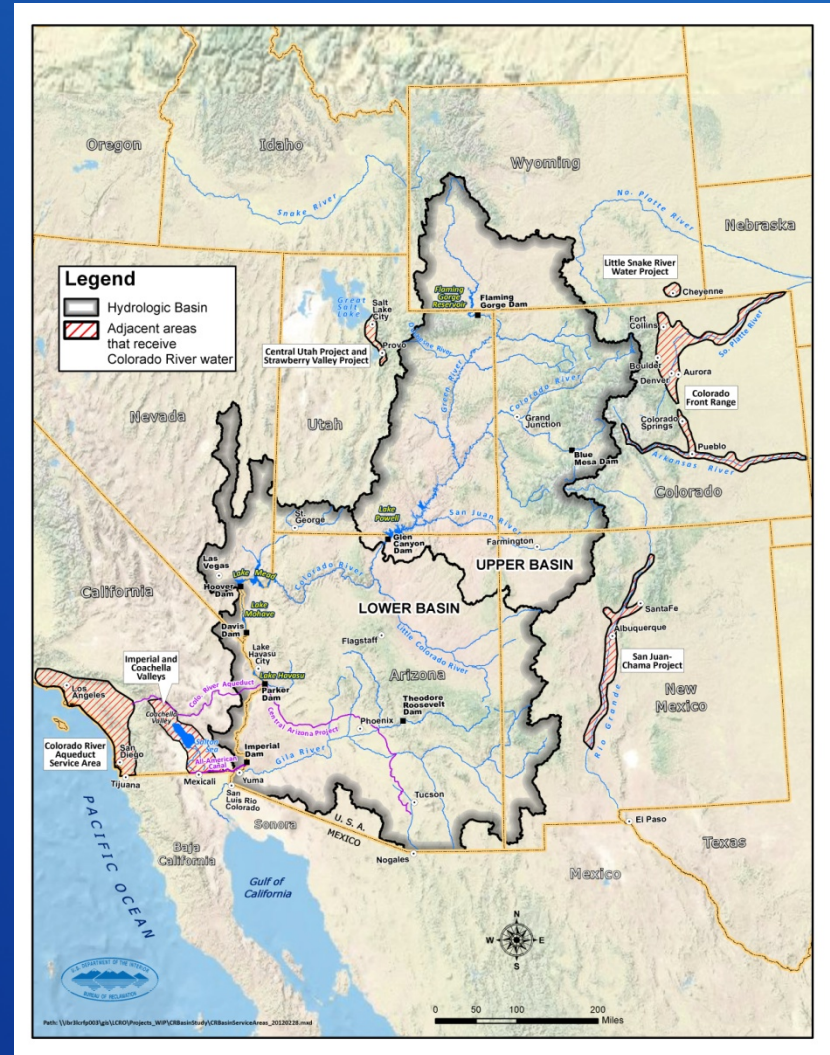 Oregon
Idaho
Wyoming
Snake River
No. Platte River
Nebraska
Legend
Hydrologic Basin
Adjacent areas
that receive
Colorado River water
Great
Salt
Lake
Salt
Lake
City
Provo
Central Utah Project and
Strawberry Valley Project
Flaming
Gorge
Reservoir
Flaming
Gorge Dam
Little Snake River
Water Project
Cheyenne
Fort
Collins
So. Platte River
Boulder
Denver
Aurora
Colorado
Front Range
Green River
Colorado River
Grand
Junction
Colorado
Springs
Pueblo
Blue
Mesa Dam
Arkansas River
Nevada
Utah
Colorado
St.
George
Lake
Powell
San Juan River
Glen
Canyon
Dam
Farmington
UPPER BASIN
Las
Vegas
Lake Mead
Hoover
Dam
Colorado River
California
Lake
Mohave
LOWER BASIN
Davis
Dam
Flagstaff
Little Colorado River
SantaFe
Albuquerque
Lake
Havasu
City
Lake Havasu
Parker
Dam
Arizona
San Juan-
Chama Project
Imperial and
Coachella
Valleys
Colo. River Aqueduct
Los
Angeles
Coachella
Valley
Salton
Sea
Central Arizona Project
Theodore
Roosevelt
Dam
Phoenix
New
Mexico
Rio Grande
Colorado River
Aqueduct
Service Area
San
Diego
All-American
Canal
Imperial
Dam
Gila River
Tijuana
Mexicali
Yuma
San
Luis Rio
Colorado
Tucson
Sonora
U. S. A.
MEXICO
Nogales
El Paso
Texas
Mexico
PACIFIC OCEAN
Baja
California
Gulf of
California
N
W
E
S
U.S. DEPARTMENT OF THE INTERIOR
BUREAU OF RECLAMATION
0 50 100 200
Miles